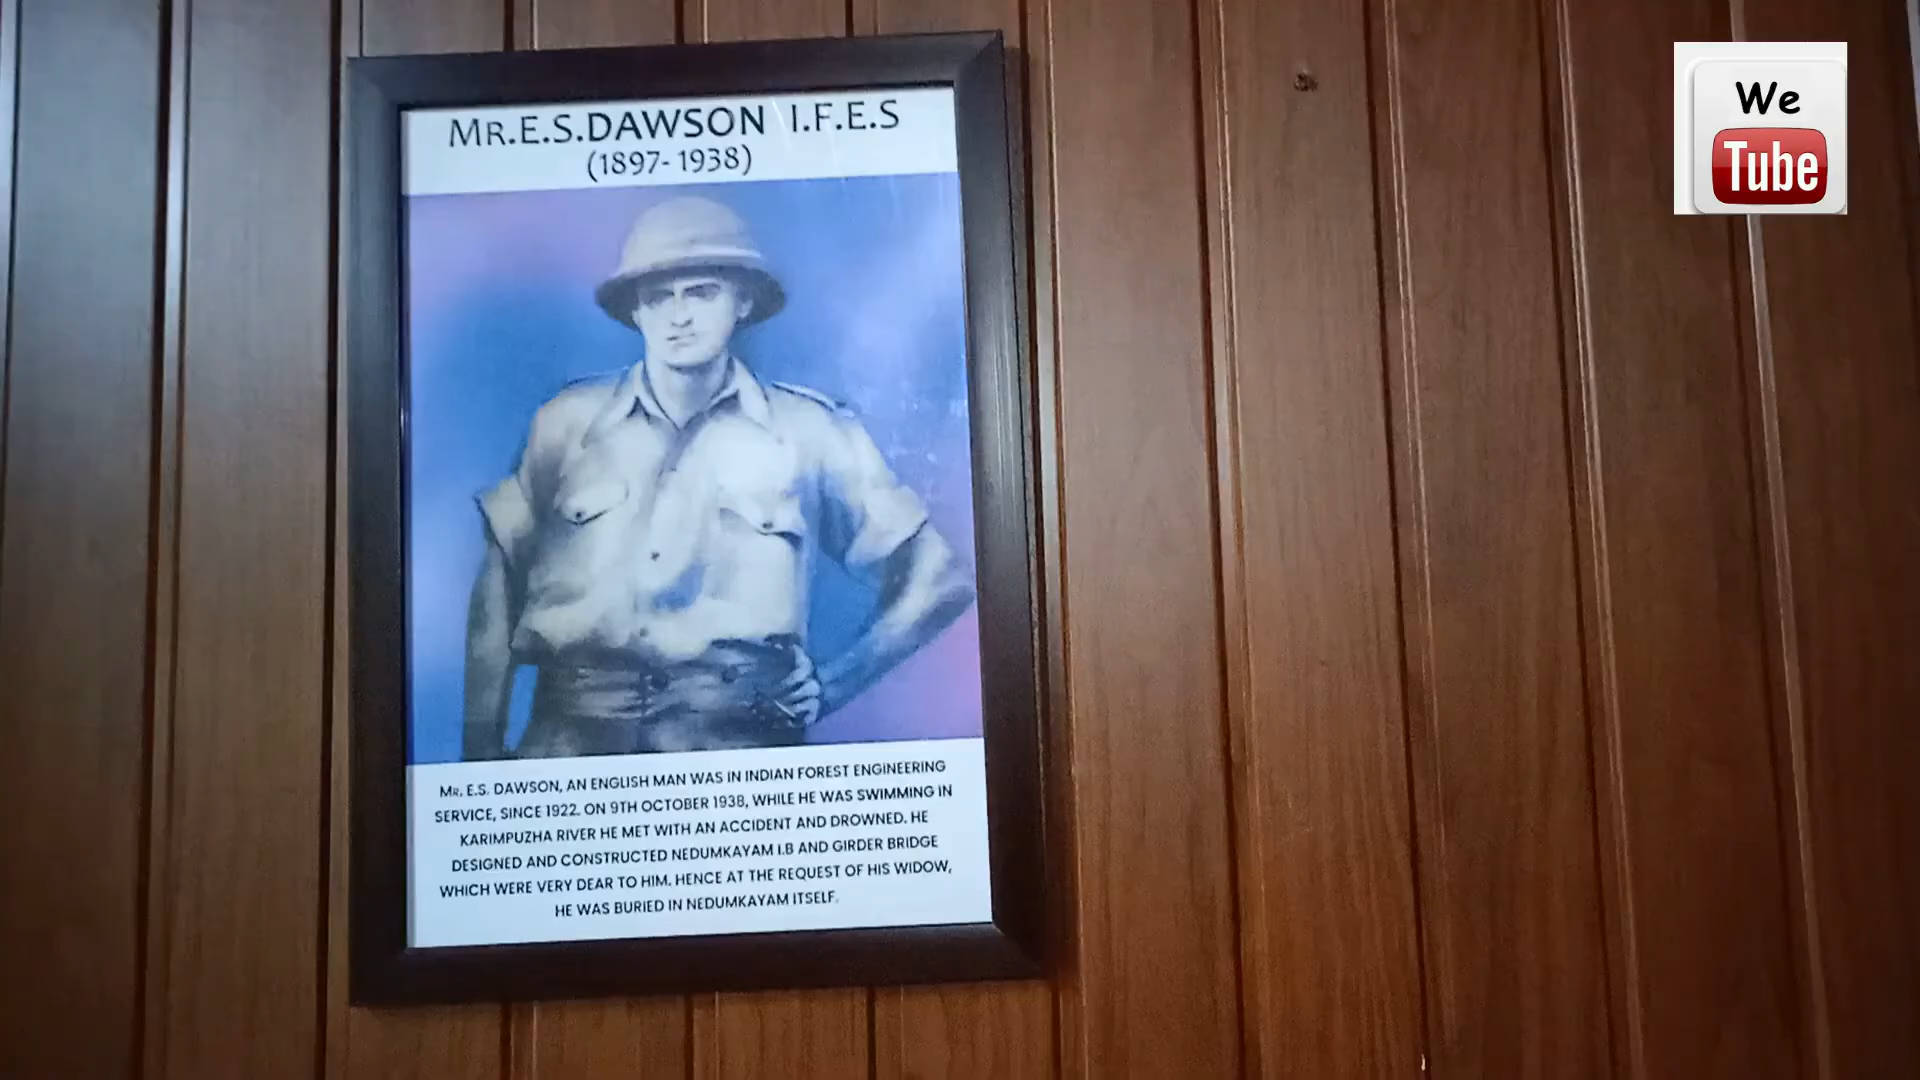 MR.E.S.DAWSON I.F.E.S
(1897-1938)
MR. E.S. DAWSON, AN ENGLISH MAN WAS IN INDIAN FOREST ENGINEERING
SERVICE, SINCE 1922. ON 9TH OCTOBER 1938, WHILE HE WAS SWIMMING IN
KARIMPUZHA RIVER HE MET WITH AN ACCIDENT AND DROWNED. HE
DESIGNED AND CONSTRUCTED NEDUMKAYAM I.B AND GIRDER BRIDGE
WHICH WERE VERY DEAR TO HIM. HENCE AT THE REQUEST OF HIS WIDOW,
HE WAS BURIED IN NEDUMKAYAM ITSELF.
We
Tube